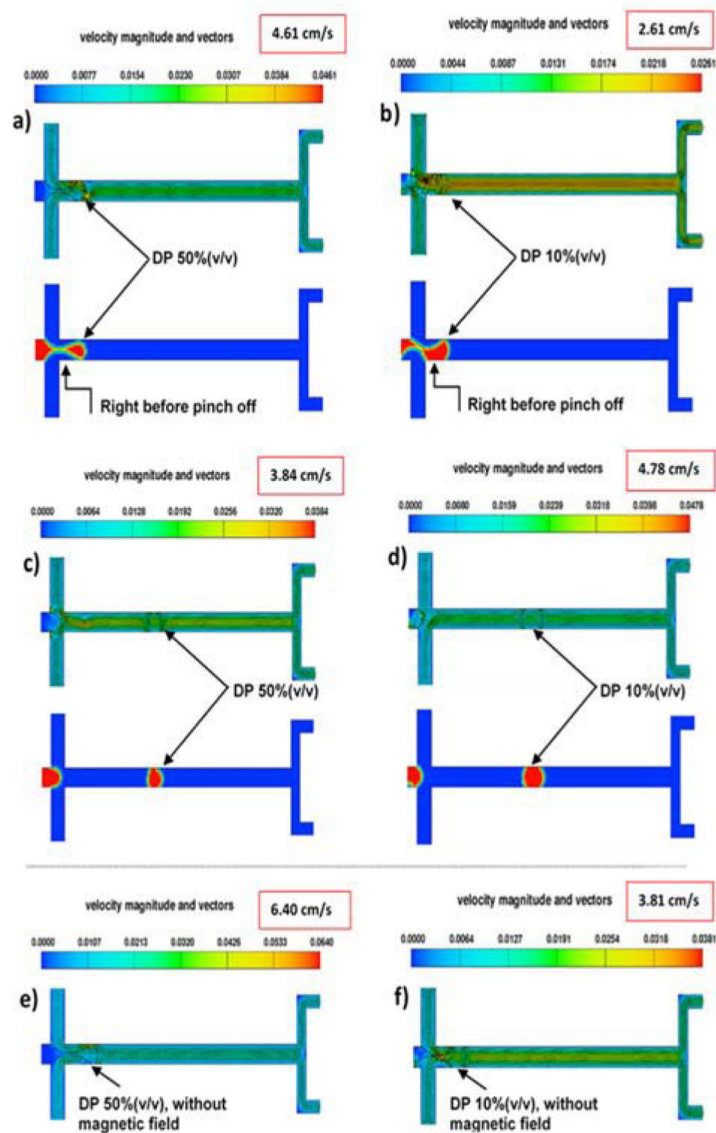 velocity magnitude and vectors
4.61 cm/s
0.0000 0.0077 0.0154 0.0230 0.0307 0.0384 0.0461
a)
DP 50%(v/v)
Right before pinch off
velocity magnitude and vectors
2.61 cm/s
0.0000 0.0044 0.0087 0.0131 0.0174 0.0218 0.0261
b)
DP 10%(v/v)
Right before pinch off
velocity magnitude and vectors
3.84 cm/s
0.0000 0.0064 0.0128 0.0192 0.0256 0.0320 0.0384
c)
DP 50%(v/v)
velocity magnitude and vectors
4.78 cm/s
0.0000 0.0080 0.0159 0.0239 0.0318 0.0398 0.0478
d)
DP 10%(v/v)
velocity magnitude and vectors
6.40 cm/s
0.0000 0.0107 0.0213 0.0320 0.0426 0.0533 0.0640
e)
DP 50%(v/v), without
magnetic field
velocity magnitude and vectors
3.81 cm/s
0.0000 0.0064 0.0127 0.0191 0.0254 0.0318 0.0381
f)
DP 10%(v/v), without
magnetic field